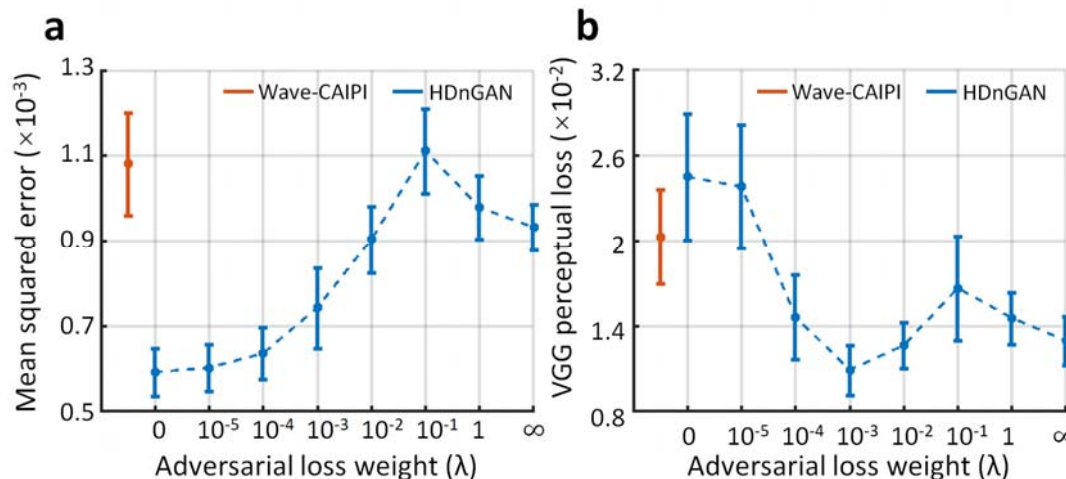 a
Mean squared error (×10⁻³)
1.3
1.1
0.9
0.7
0.5
Wave-CAIPI
HDnGAN
0 10⁻⁵ 10⁻⁴ 10⁻³ 10⁻² 10⁻¹ 1 ∞
Adversarial loss weight (λ)
b
VGG perceptual loss (×10⁻²)
3.2
2.6
2
1.4
0.8
Wave-CAIPI
HDnGAN
0 10⁻⁵ 10⁻⁴ 10⁻³ 10⁻² 10⁻¹ 1 ∞
Adversarial loss weight (λ)